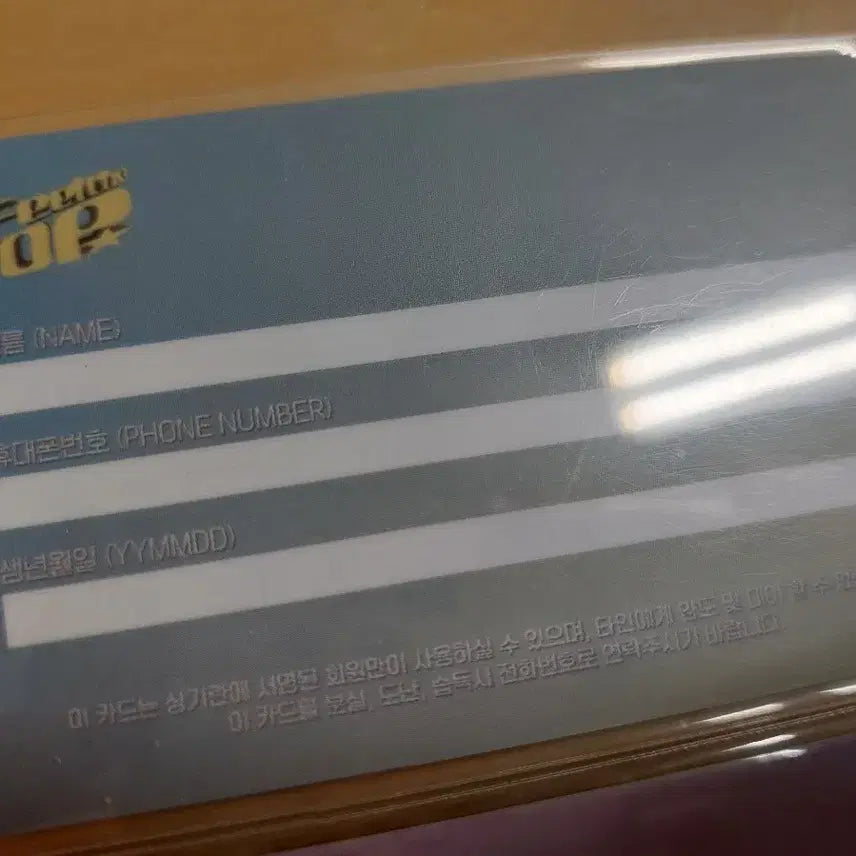 OP
름 (NAME)
휴대폰번호 (PHONE NUMBER)
생년월일 (YYMMDD)
이 카드는 상기란에 서명된 회원만이 사용하실 수 있으며, 타인에게 양도 및 대여 할 수 없
이 카드를 분실, 도난, 습득시 전화번호로 연락주시기 바랍니다.